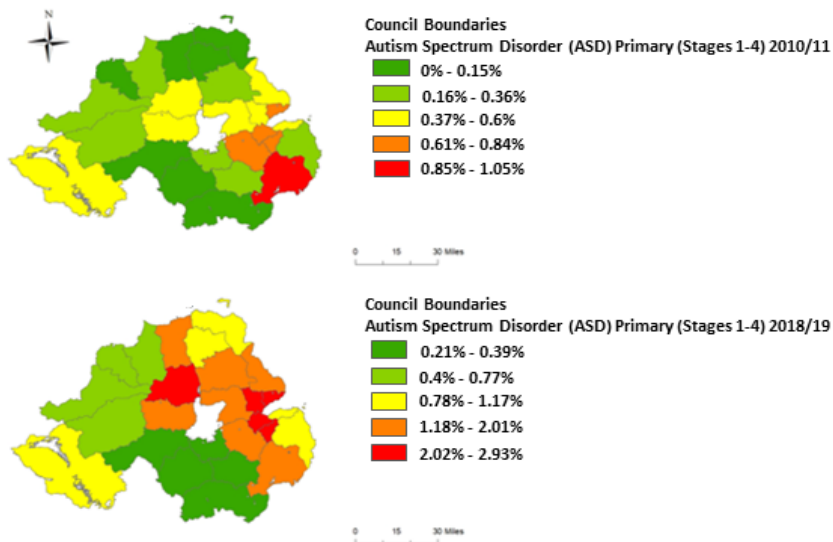 N
Council Boundaries
Autism Spectrum Disorder (ASD) Primary (Stages 1-4) 2010/11
0% - 0.15%
0.16% - 0.36%
0.37% - 0.6%
0.61% - 0.84%
0.85% - 1.05%
0 15 30 Miles
Council Boundaries
Autism Spectrum Disorder (ASD) Primary (Stages 1-4) 2018/19
0.21% - 0.39%
0.4% - 0.77%
0.78% - 1.17%
1.18% - 2.01%
2.02% - 2.93%
0 15 30 Miles